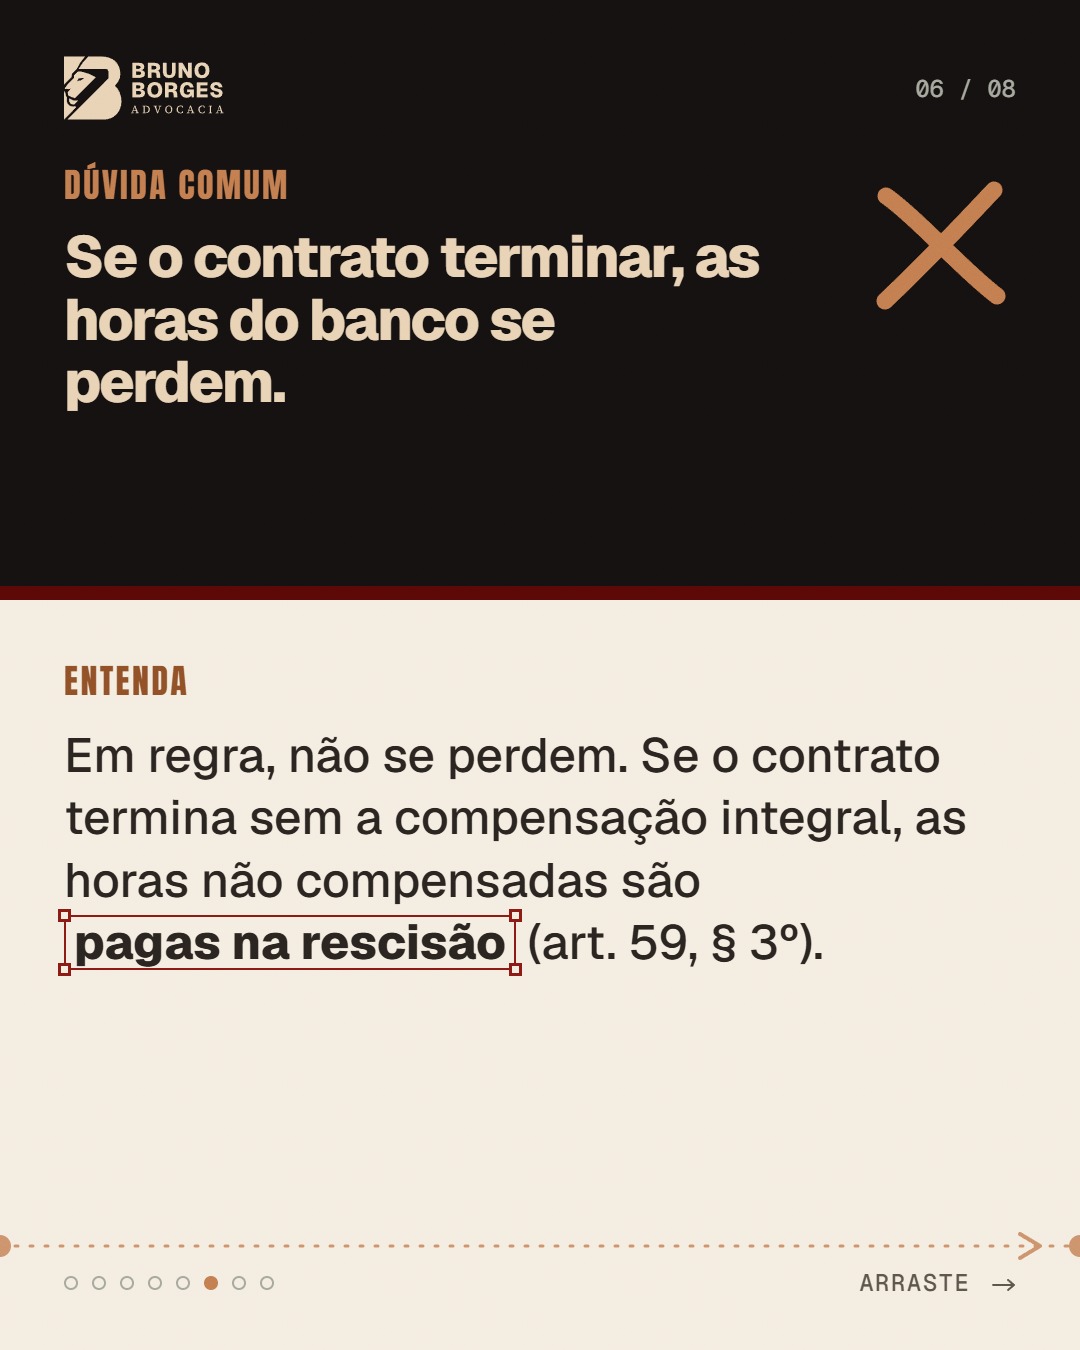 BRUNO
BORGES
ADVOCACIA
06 / 08
DÚVIDA COMUM
Se o contrato terminar, as
horas do banco se
perdem.
ENTENDA
Em regra, não se perdem. Se o contrato
termina sem a compensação integral, as
horas não compensadas são
pagas na rescisão (art. 59, § 3º).
ARRASTE →